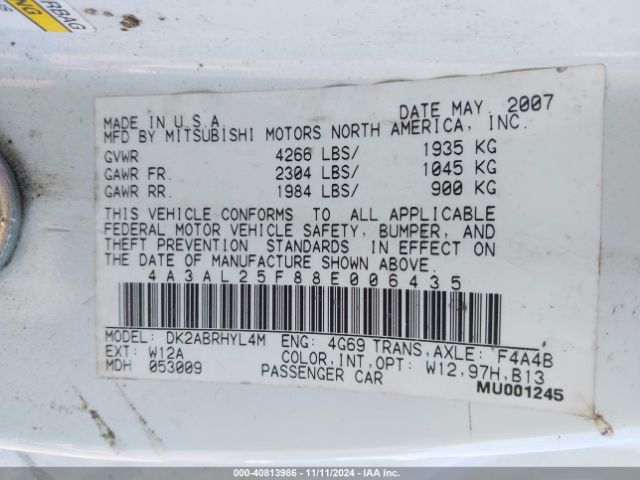 RBAG
NG
MADE IN U.S.A. DATE MAY, 2007
MFD BY MITSUBISHI MOTORS NORTH AMERICA, INC.
GVWR 4266 LBS/ 1935 KG
GAWR FR. 2304 LBS/ 1045 KG
GAWR RR. 1984 LBS/ 900 KG
THIS VEHICLE CONFORMS TO ALL APPLICABLE
FEDERAL MOTOR VEHICLE SAFETY, BUMPER, AND
THEFT PREVENTION STANDARDS IN EFFECT ON
THE DATE OF MANUFACTURE SHOWN ABOVE.
4A3AL25F88E006435
MODEL: DK2ABRHYL4M ENG: 4G69 TRANS,AXLE: F4A4B
EXT: W12A COLOR,INT,OPT: W12,97H,B13
MDH 053009 PASSENGER CAR
MU001245
000-40813986 - 11/11/2024 - IAA Inc.